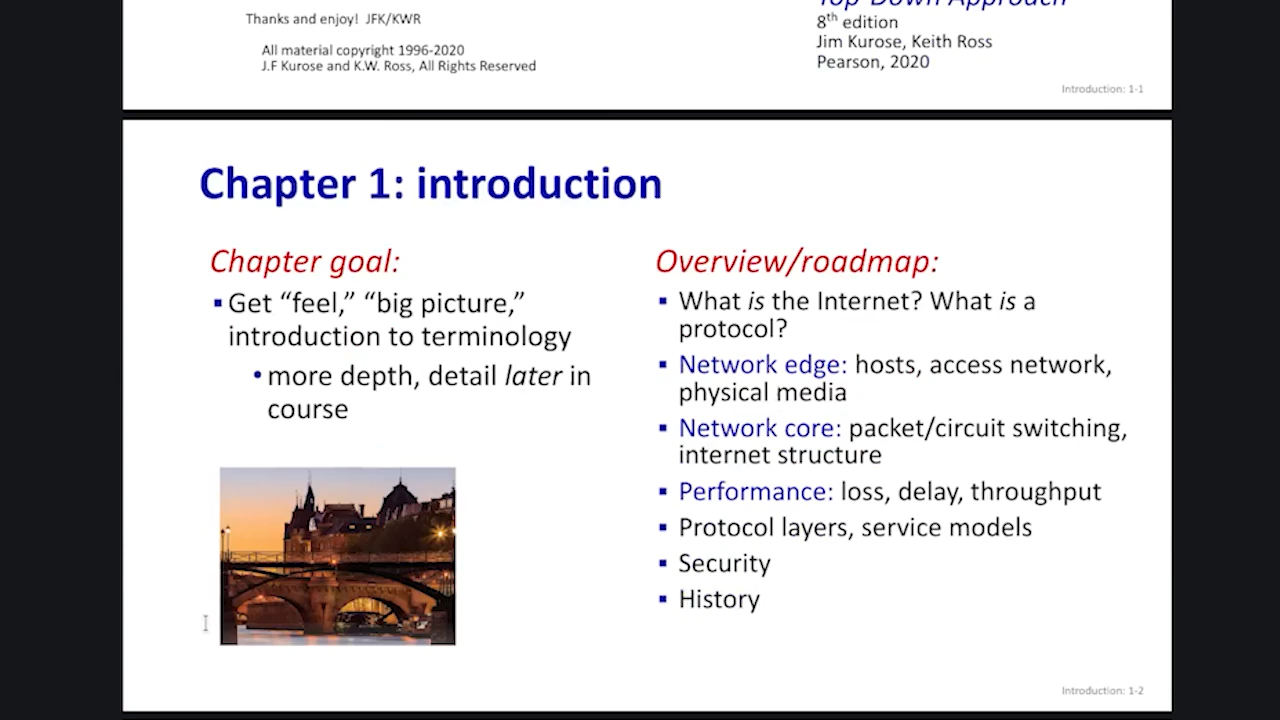 Thanks and enjoy! JFK/KWR
All material copyright 1996-2020
J.F Kurose and K.W. Ross, All Rights Reserved
Top-Down Approach
8th edition
Jim Kurose, Keith Ross
Pearson, 2020
Introduction: 1-1
Chapter 1: introduction
Chapter goal:
▪ Get “feel,” “big picture,”
introduction to terminology
• more depth, detail later in
course
Overview/roadmap:
▪ What is the Internet? What is a
protocol?
▪ Network edge: hosts, access network,
physical media
▪ Network core: packet/circuit switching,
internet structure
▪ Performance: loss, delay, throughput
▪ Protocol layers, service models
▪ Security
▪ History
Introduction: 1-2